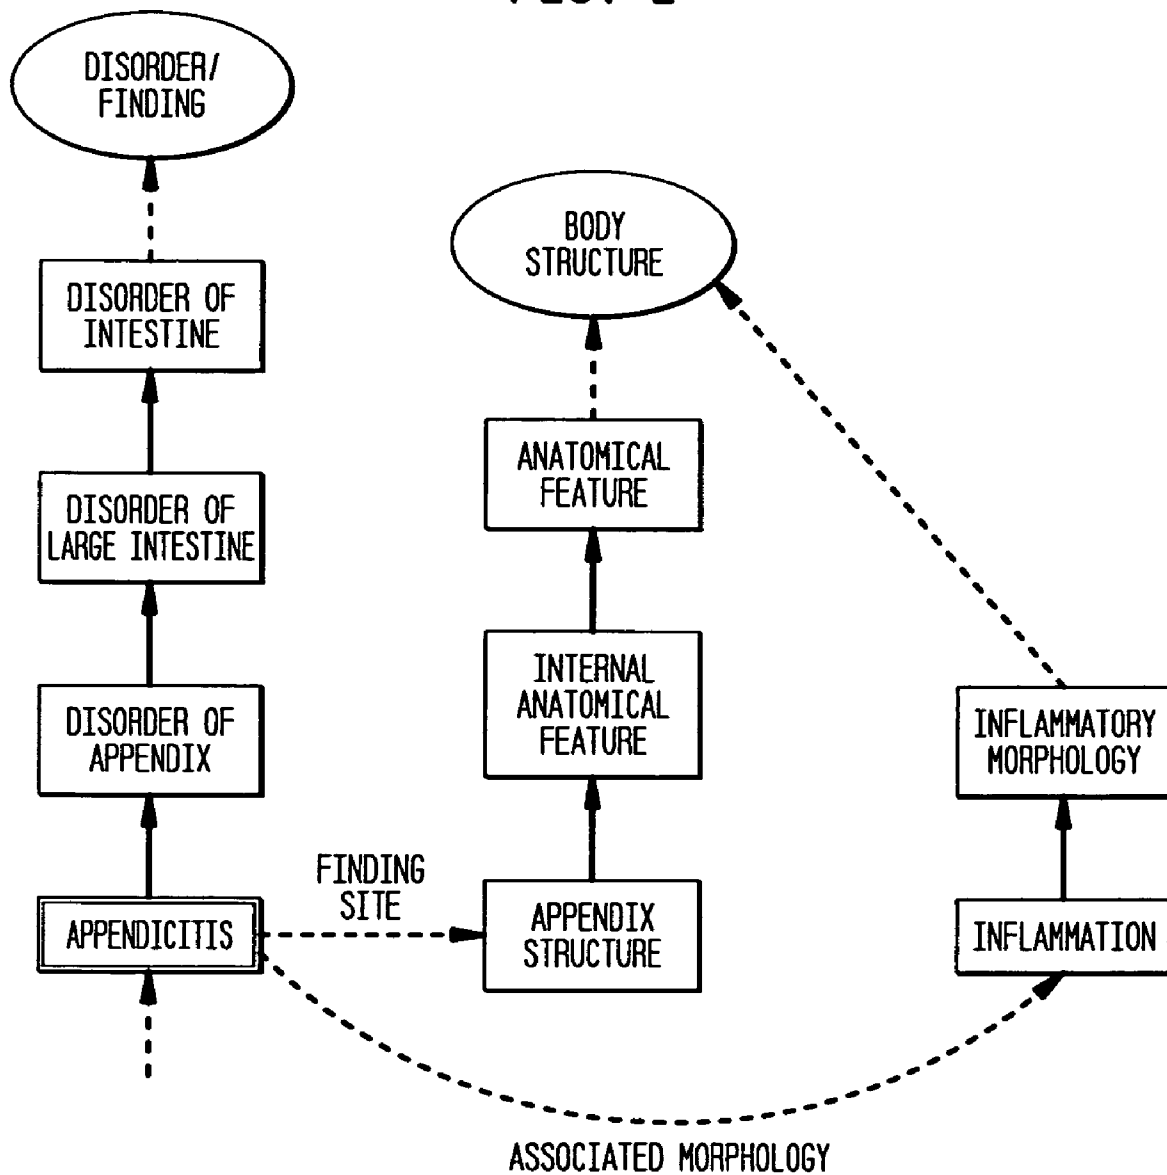 DISORDER/
FINDING
BODY
STRUCTURE
DISORDER OF
INTESTINE
ANATOMICAL
FEATURE
DISORDER OF
LARGE INTESTINE
INTERNAL
ANATOMICAL
FEATURE
DISORDER OF
APPENDIX
INFLAMMATORY
MORPHOLOGY
FINDING
SITE
APPENDICITIS
APPENDIX
STRUCTURE
INFLAMMATION
ASSOCIATED MORPHOLOGY